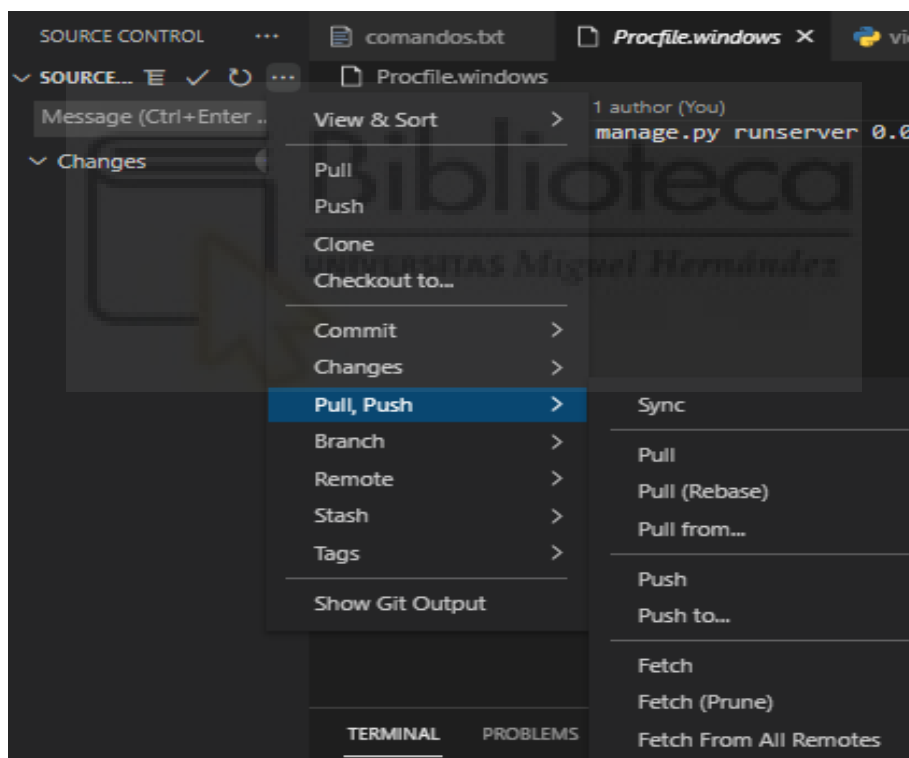 SOURCE CONTROL ···
comandos.txt
Procfile.windows
SOURCE...
Procfile.windows
Message (Ctrl+Enter ..
Changes
View & Sort
Pull
Push
Clone
Checkout to...
Commit
Changes
Pull, Push
Branch
Remote
Stash
Tags
Show Git Output
1 author (You)
manage.py runserver 0.0
Biblioteca
UNIVERSITAS Miguel Hernández
Sync
Pull
Pull (Rebase)
Pull from...
Push
Push to...
Fetch
Fetch (Prune)
Fetch From All Remotes
TERMINAL PROBLEMS